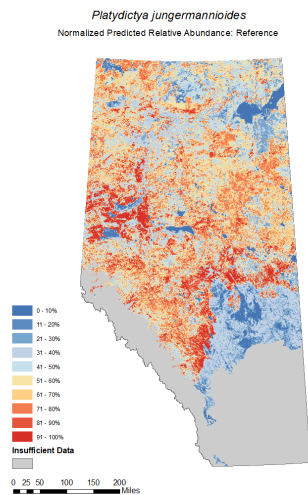 Platydictya jungermannioides
Normalized Predicted Relative Abundance: Reference
0 - 10%
11 - 20%
21 - 30%
31 - 40%
41 - 50%
51 - 60%
61 - 70%
71 - 80%
81 - 90%
91 - 100%
Insufficient Data
0 25 50 100 150 200
Miles